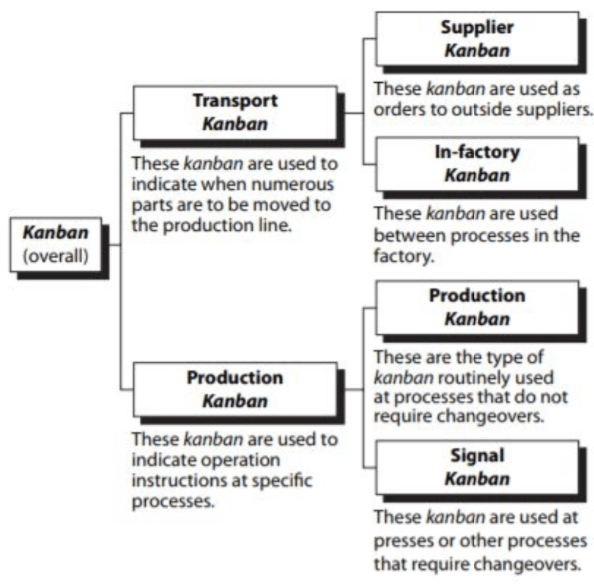 Kanban
(overall)
Transport
Kanban
These kanban are used to
indicate when numerous
parts are to be moved to
the production line.
Supplier
Kanban
These kanban are used as
orders to outside suppliers.
In-factory
Kanban
These kanban are used
between processes in the
factory.
Production
Kanban
These kanban are used to
indicate operation
instructions at specific
processes.
Production
Kanban
These are the type of
kanban routinely used
at processes that do not
require changeovers.
Signal
Kanban
These kanban are used at
presses or other processes
that require changeovers.